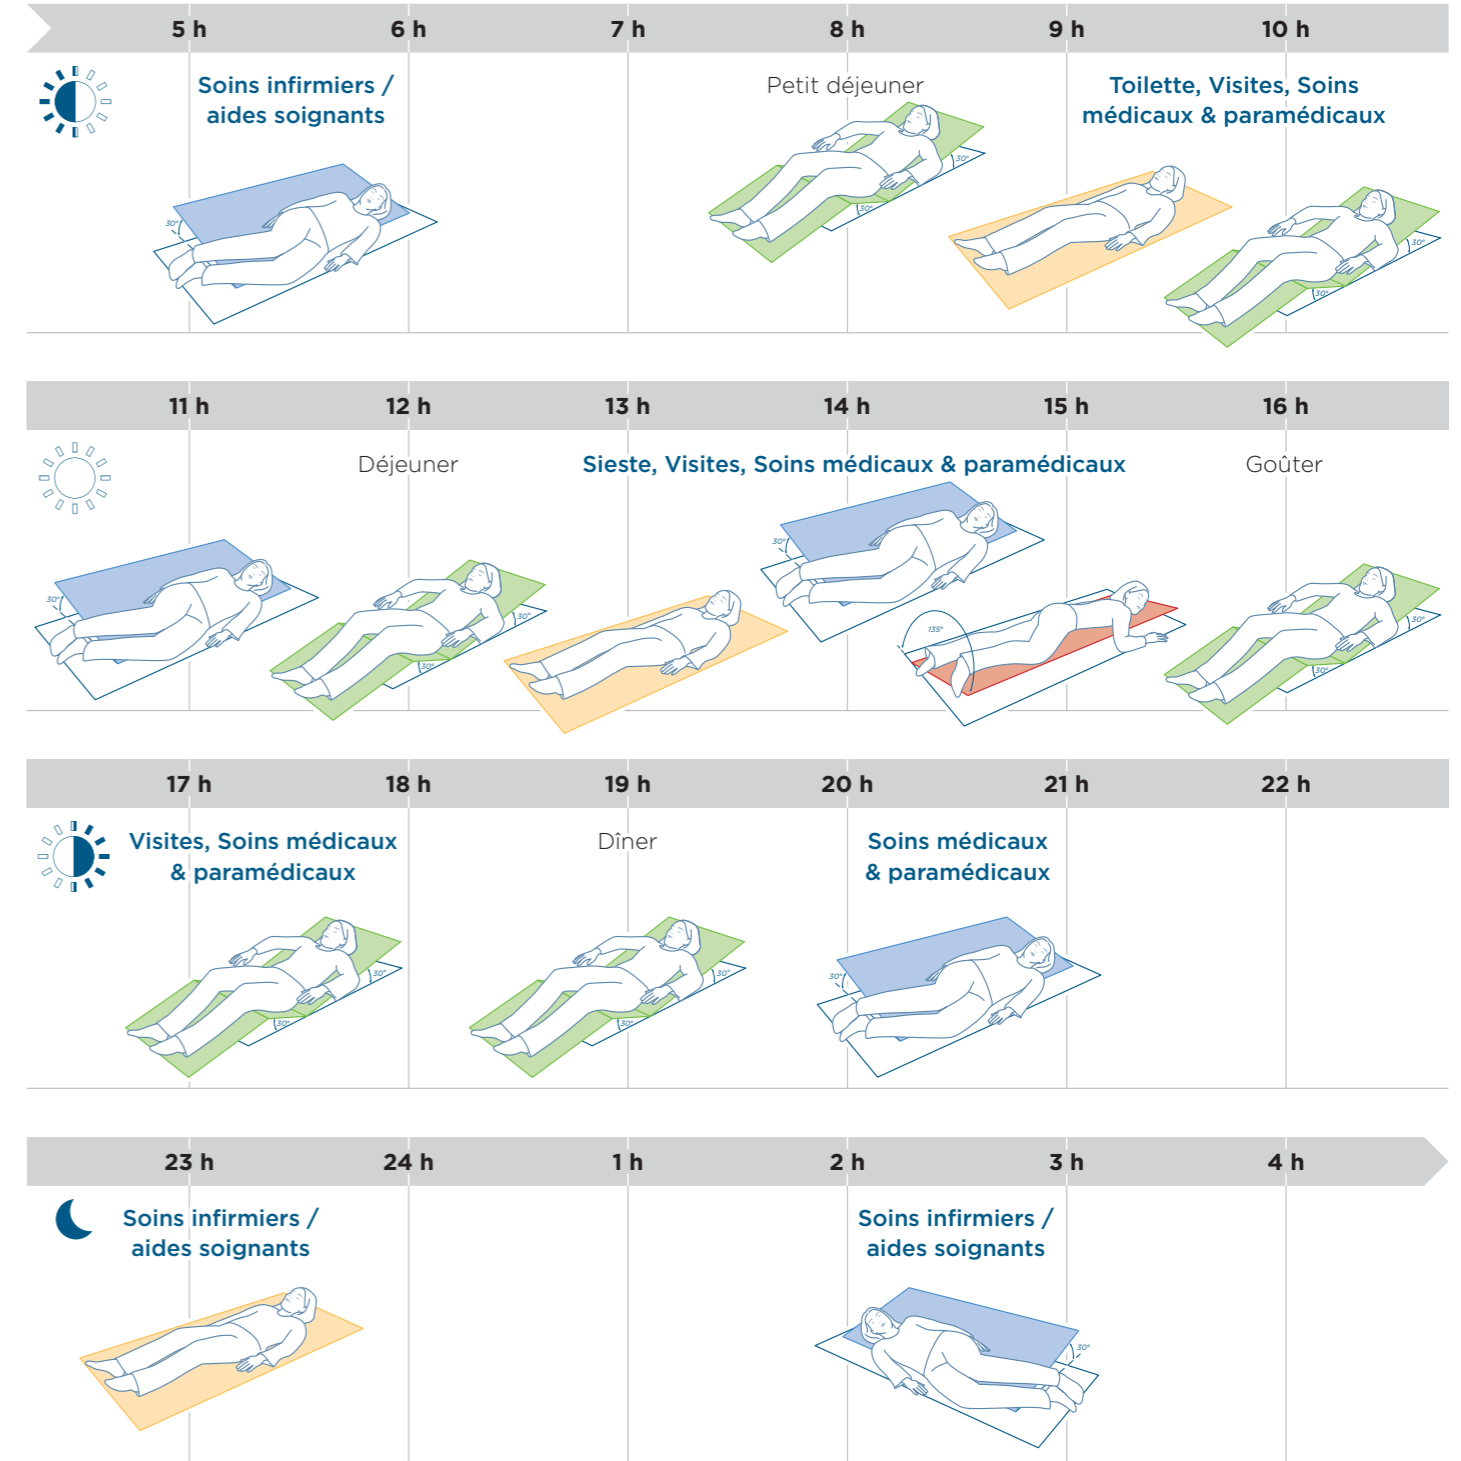 5 h 6 h 7 h 8 h 9 h 10 h
Soins infirmiers /
aides soignants
Petit déjeuner
Toilette, Visites, Soins
médicaux & paramédicaux
30°
30°
30°
30°
30°
11 h 12 h 13 h 14 h 15 h 16 h
Déjeuner
Sieste, Visites, Soins médicaux & paramédicaux
Goûter
30°
30°
30°
30°
135°
30°
30°
17 h 18 h 19 h 20 h 21 h 22 h
Visites, Soins médicaux
& paramédicaux
Dîner
Soins médicaux
& paramédicaux
30°
30°
30°
30°
30°
23 h 24 h 1 h 2 h 3 h 4 h
Soins infirmiers /
aides soignants
Soins infirmiers /
aides soignants
30°